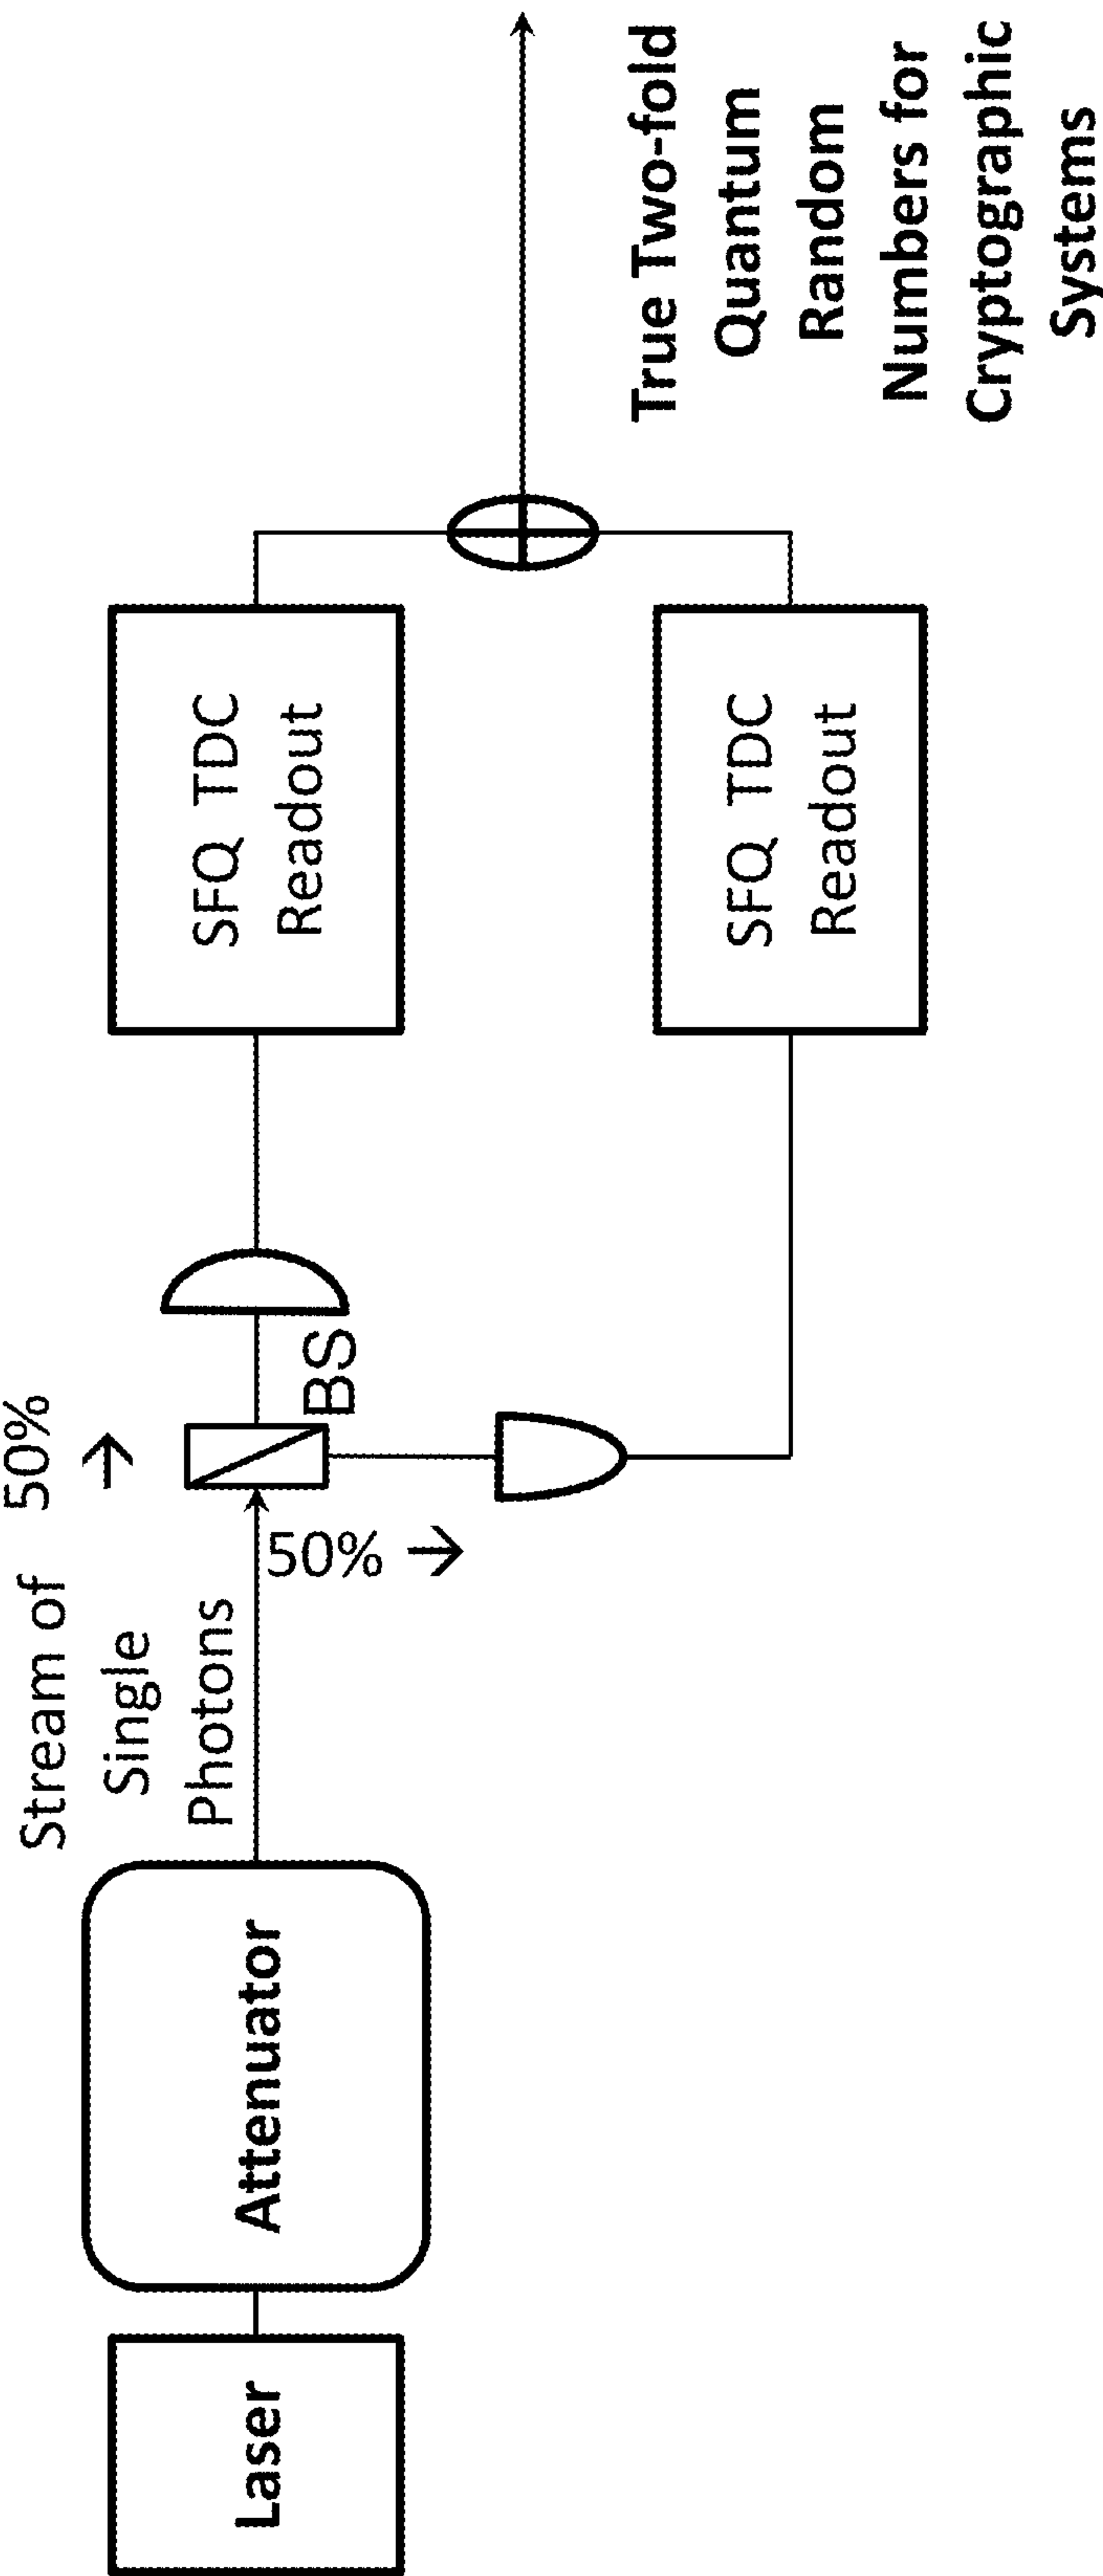 Laser
Attenuator
Stream of
Single
Photons
50% →
50% →
BS
SFQ TDC
Readout
SFQ TDC
Readout
True Two-fold
Quantum
Random
Numbers for
Cryptographic
Systems